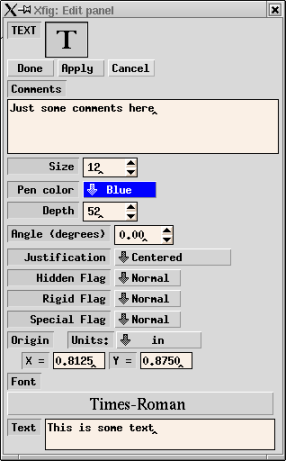 Xfig: Edit panel
TEXT T
Done Apply Cancel
Comments
Just some comments here
Size 12
Pen color Blue
Depth 52
Angle (degrees) 0.00
Justification Centered
Hidden Flag Normal
Rigid Flag Normal
Special Flag Normal
Origin Units: in
X = 0.8125 Y = 0.8750
Font
Times-Roman
Text This is some text